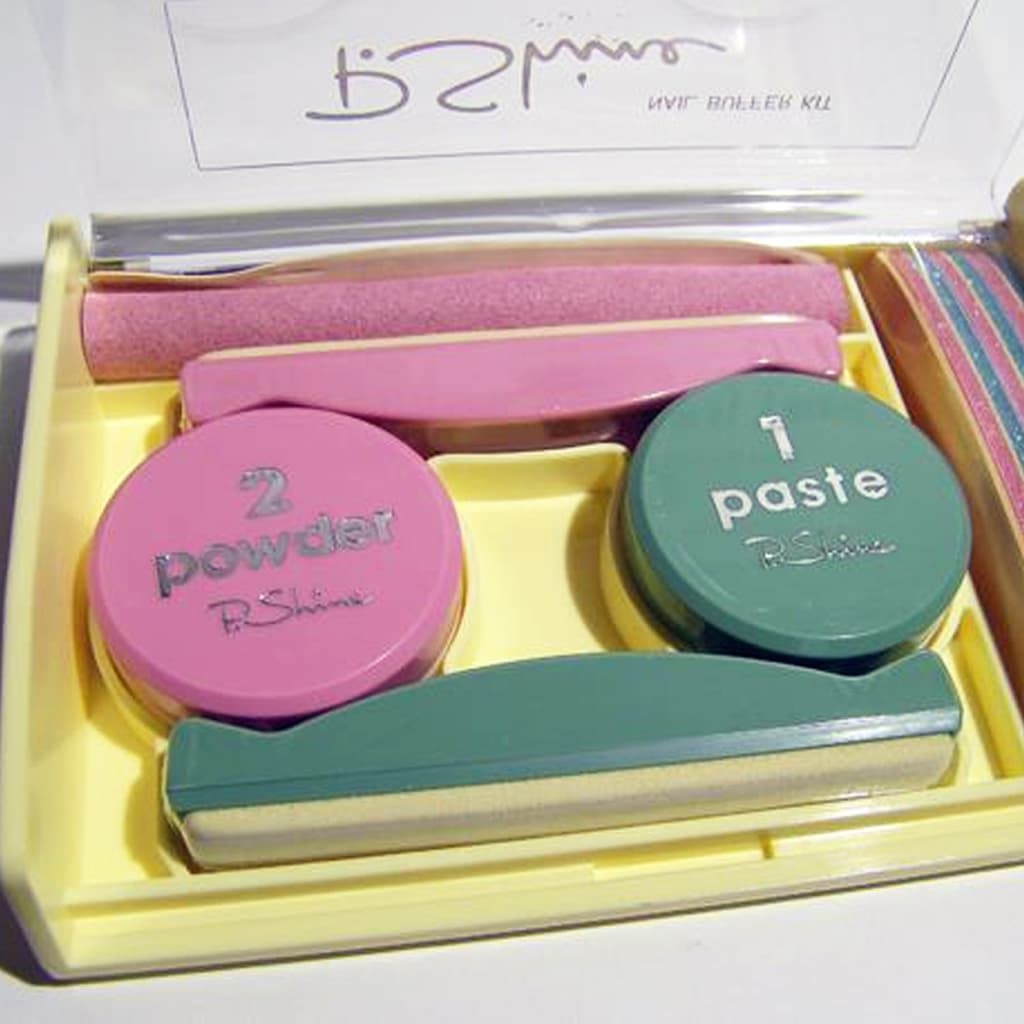 P. Shine
NAIL BUFFER KIT
2
powder
P. Shine
1
paste
P. Shine